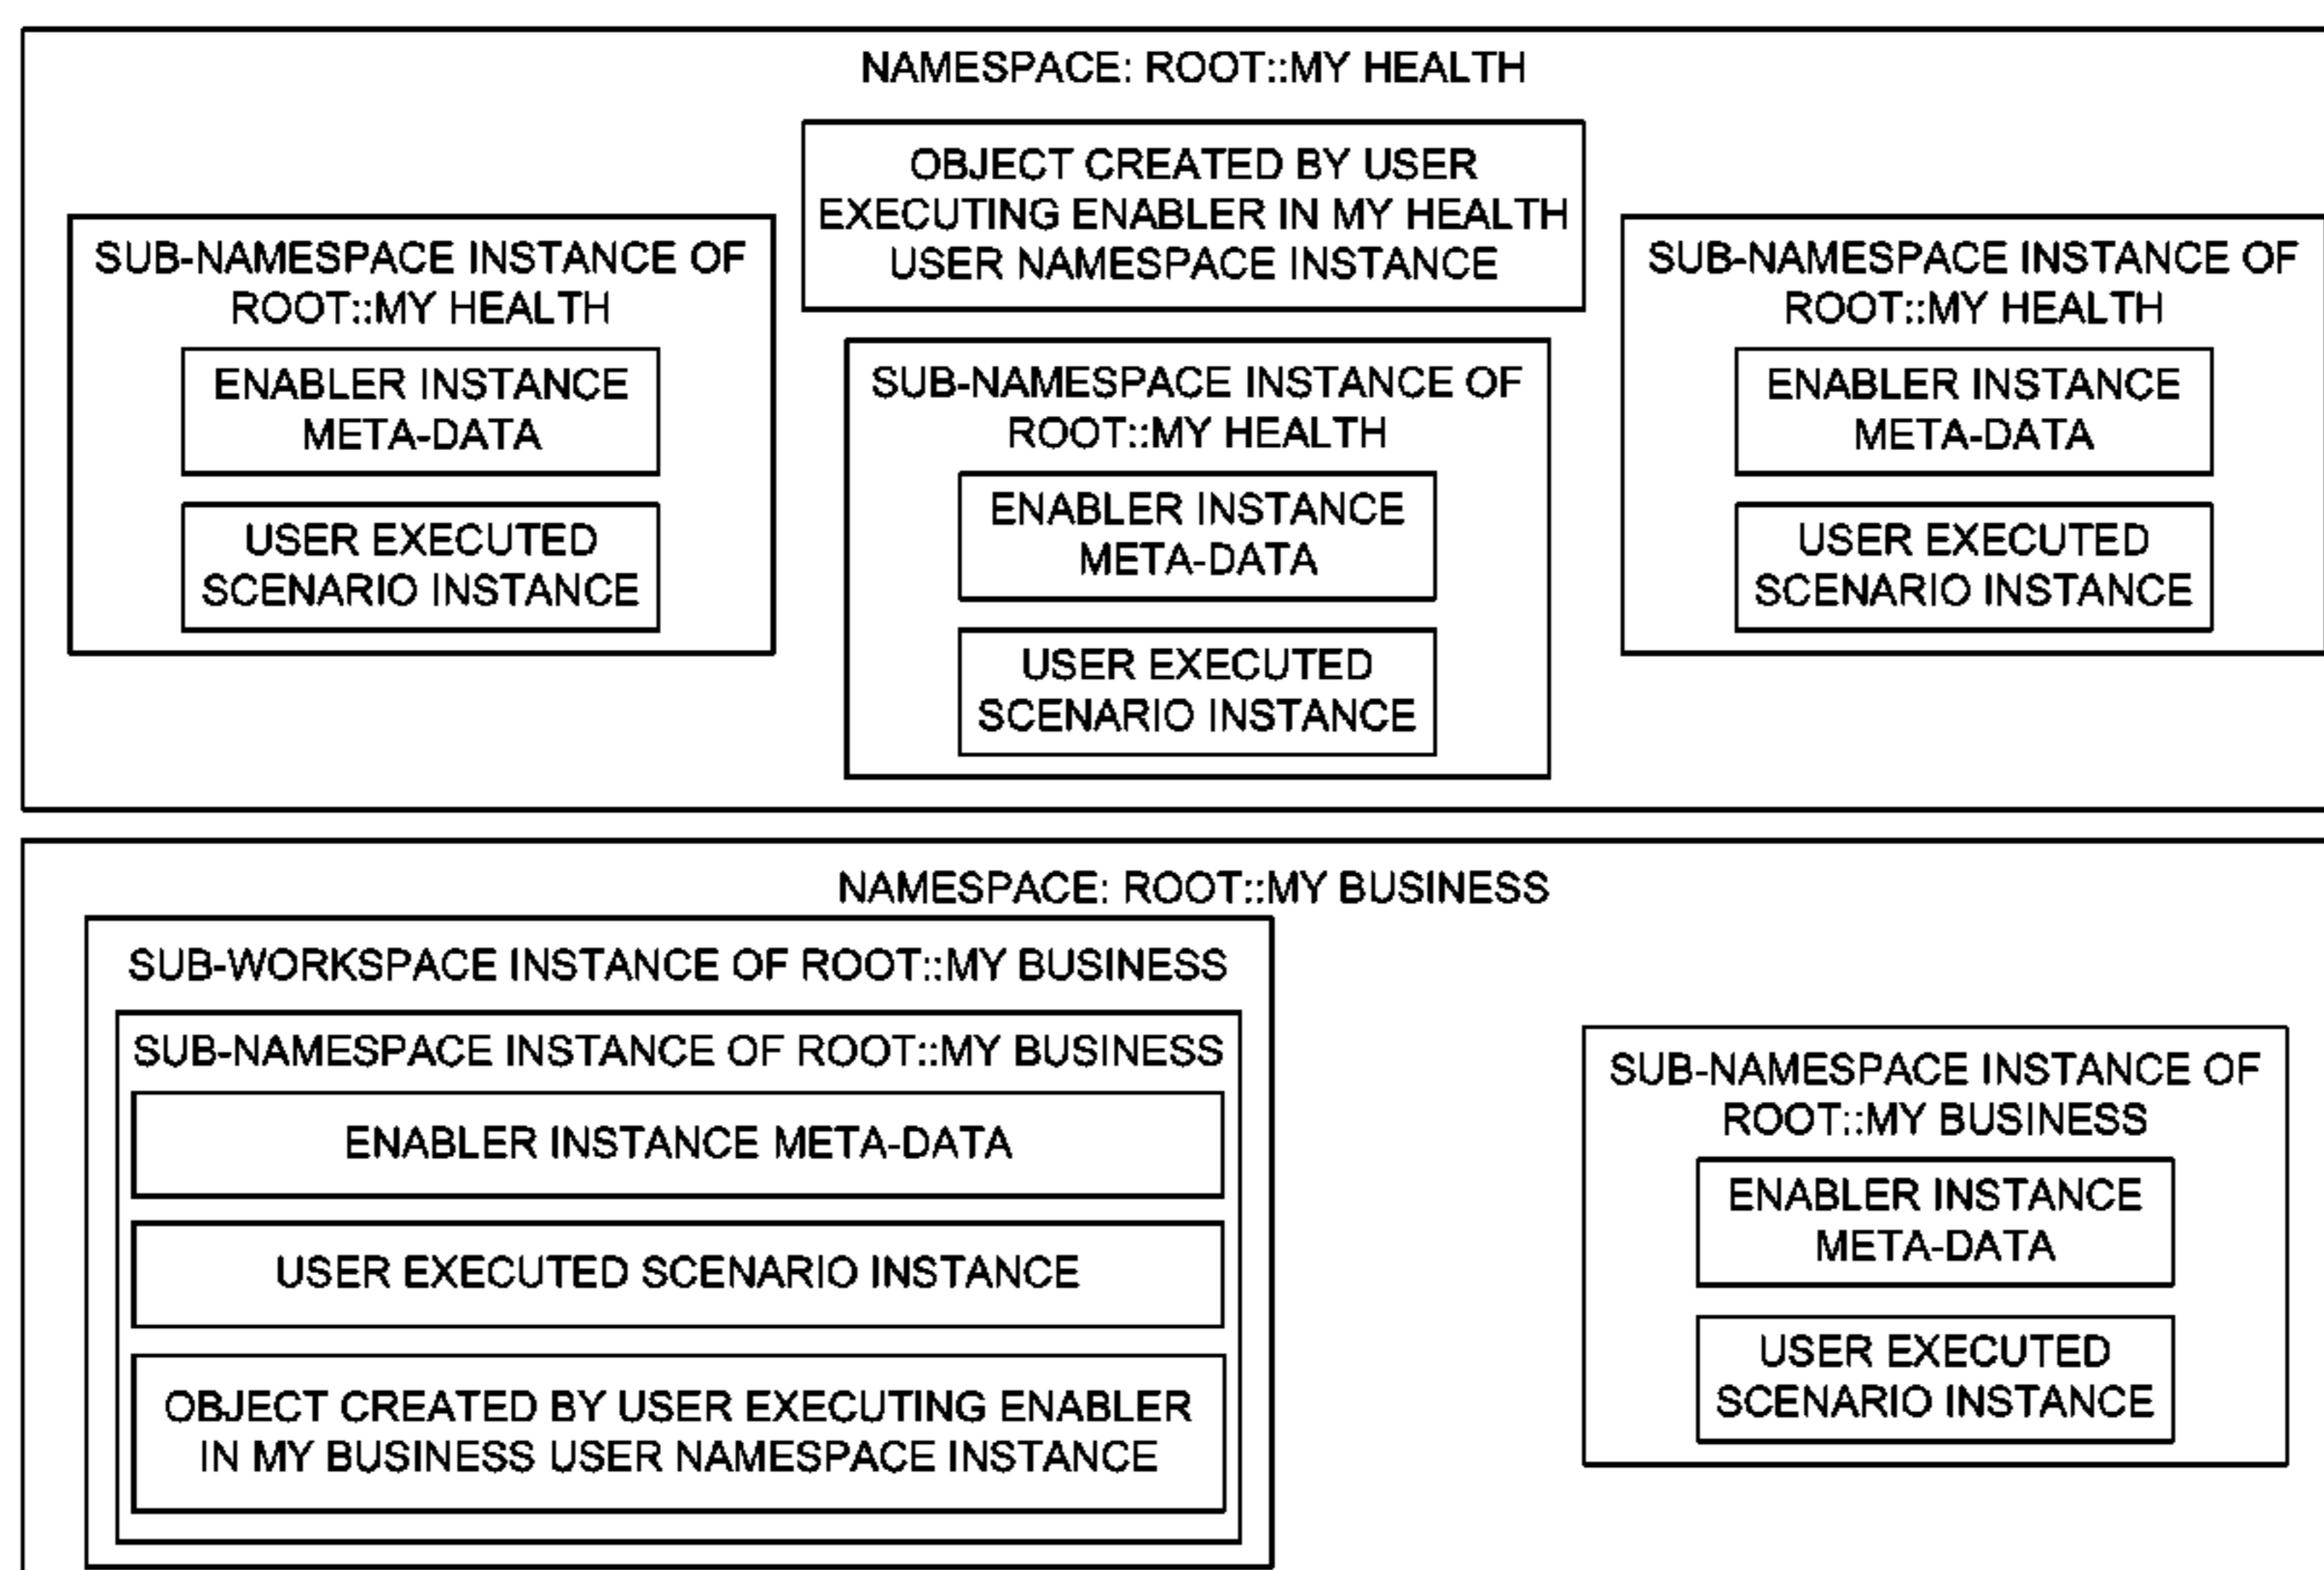 NAMESPACE: ROOT::MY HEALTH
OBJECT CREATED BY USER
EXECUTING ENABLER IN MY HEALTH
USER NAMESPACE INSTANCE
SUB-NAMESPACE INSTANCE OF
ROOT::MY HEALTH
ENABLER INSTANCE
META-DATA
USER EXECUTED
SCENARIO INSTANCE
SUB-NAMESPACE INSTANCE OF
ROOT::MY HEALTH
ENABLER INSTANCE
META-DATA
USER EXECUTED
SCENARIO INSTANCE
SUB-NAMESPACE INSTANCE OF
ROOT::MY HEALTH
ENABLER INSTANCE
META-DATA
USER EXECUTED
SCENARIO INSTANCE
NAMESPACE: ROOT::MY BUSINESS
SUB-WORKSPACE INSTANCE OF ROOT::MY BUSINESS
SUB-NAMESPACE INSTANCE OF ROOT::MY BUSINESS
ENABLER INSTANCE META-DATA
USER EXECUTED SCENARIO INSTANCE
OBJECT CREATED BY USER EXECUTING ENABLER
IN MY BUSINESS USER NAMESPACE INSTANCE
SUB-NAMESPACE INSTANCE OF
ROOT::MY BUSINESS
ENABLER INSTANCE
META-DATA
USER EXECUTED
SCENARIO INSTANCE